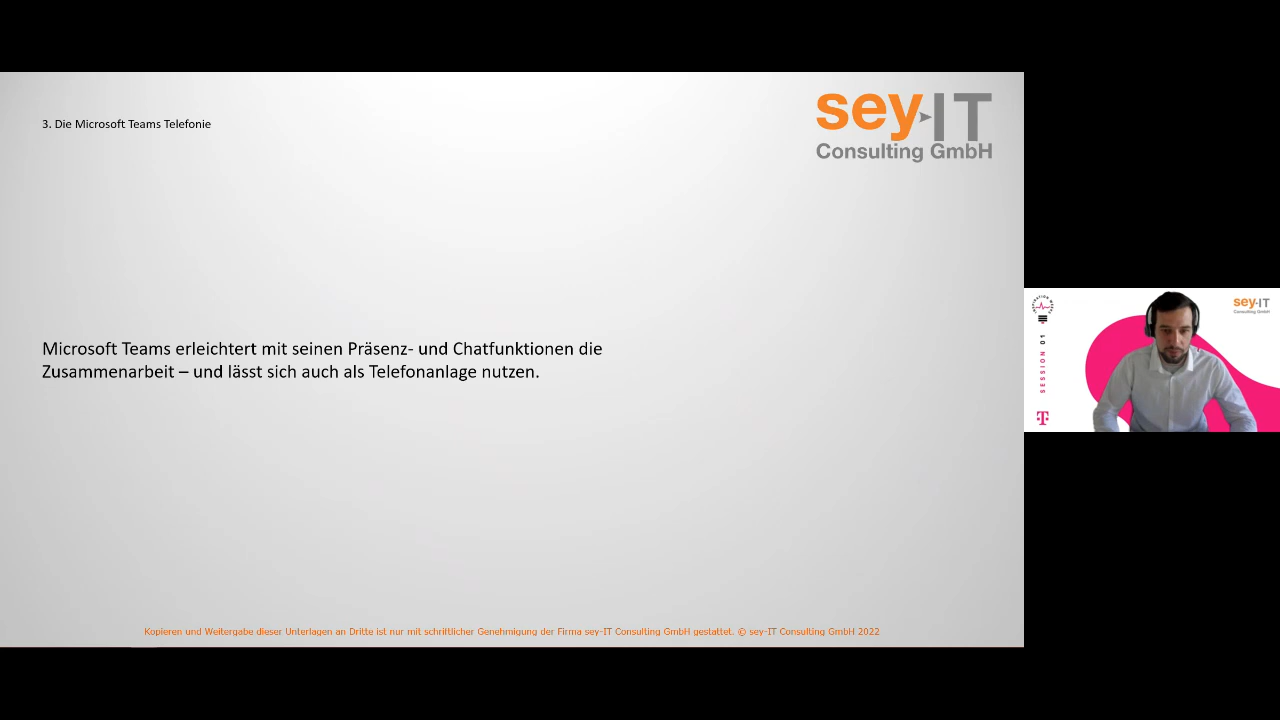 3. Die Microsoft Teams Telefonie
sey IT
Consulting GmbH
Microsoft Teams erleichtert mit seinen Präsenz- und Chatfunktionen die
Zusammenarbeit – und lässt sich auch als Telefonanlage nutzen.
Kopieren und Weitergabe dieser Unterlagen an Dritte ist nur mit schriftlicher Genehmigung der Firma sey-IT Consulting GmbH gestattet. © sey-IT Consulting GmbH 2022
sey IT
Consulting GmbH
SESSION 01
T